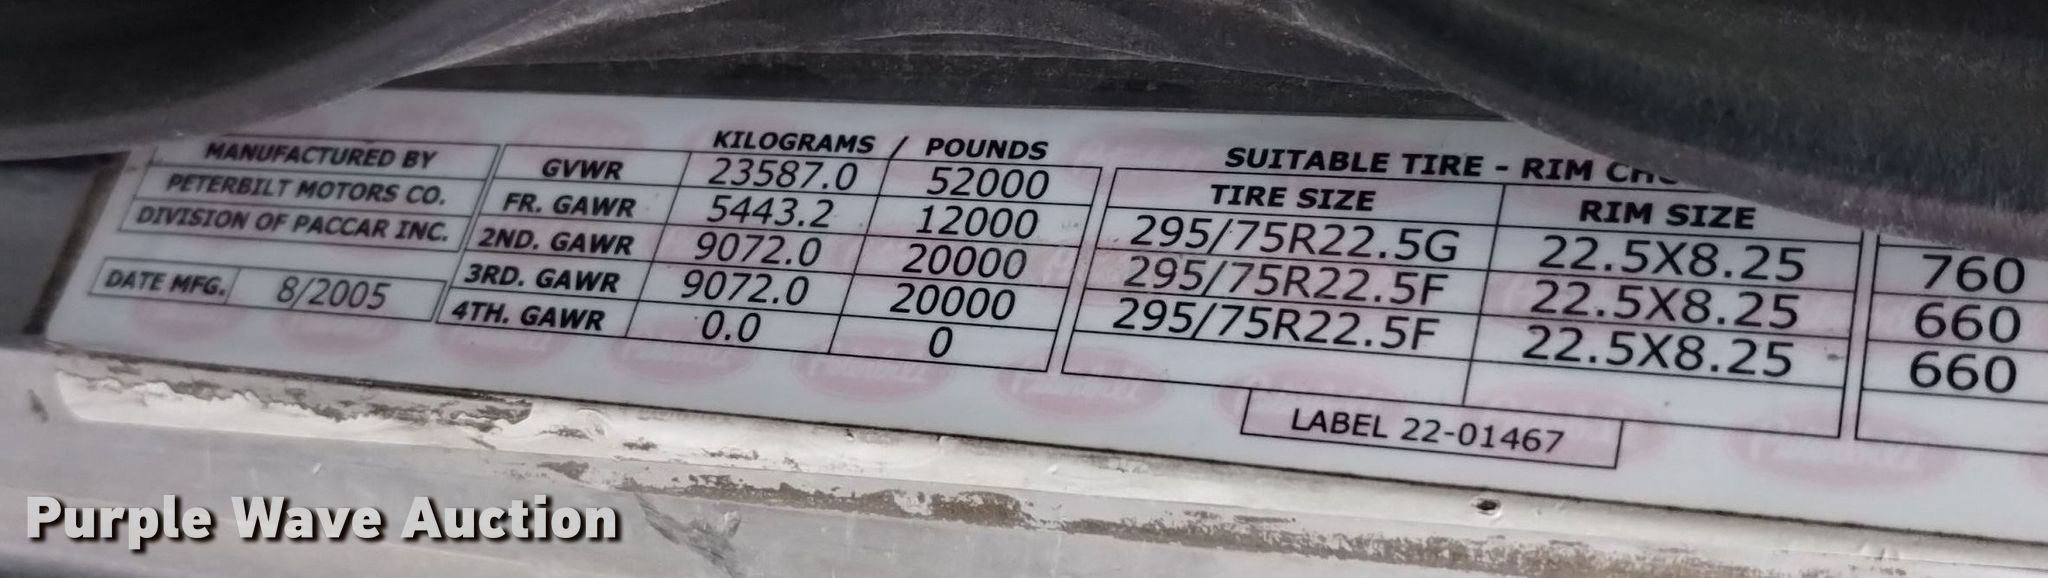 KILOGRAMS / POUNDS
MANUFACTURED BY
PETERBILT MOTORS CO.
DIVISION OF PACCAR INC.
DATE MFG. 8/2005
GVWR 23587.0 52000
FR. GAWR 5443.2 12000
2ND. GAWR 9072.0 20000
3RD. GAWR 9072.0 20000
4TH. GAWR 0.0 0
SUITABLE TIRE - RIM
TIRE SIZE RIM SIZE
295/75R22.5G 22.5X8.25 760
295/75R22.5F 22.5X8.25 660
295/75R22.5F 22.5X8.25 660
LABEL 22-01467
Purple Wave Auction